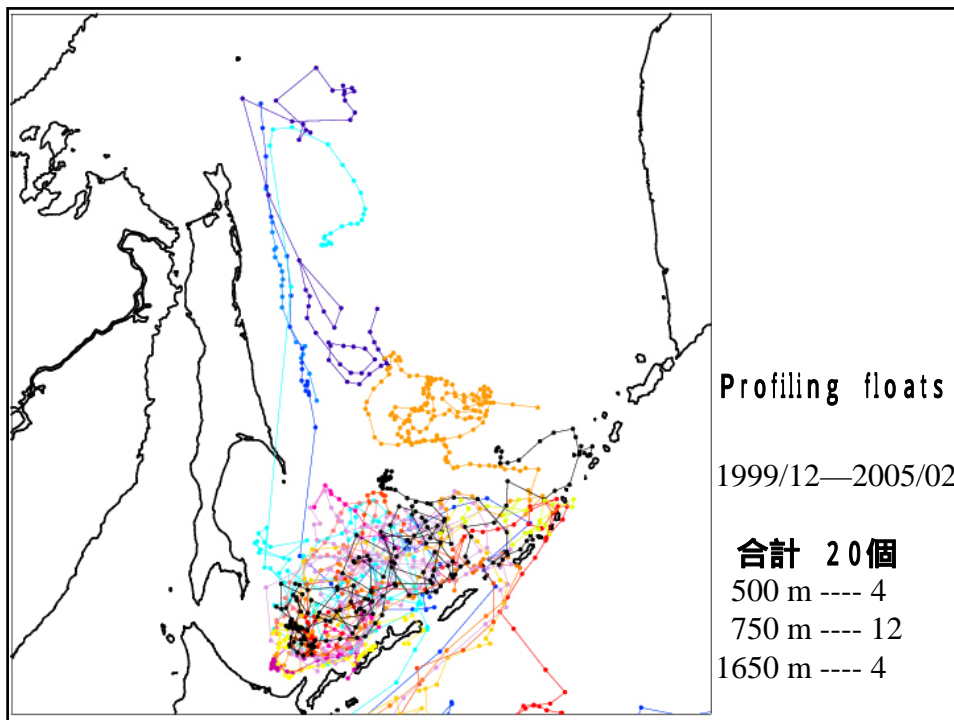 Profiling floats
1999/12—2005/02
合計 20個
500 m ---- 4
750 m ---- 12
1650 m ---- 4